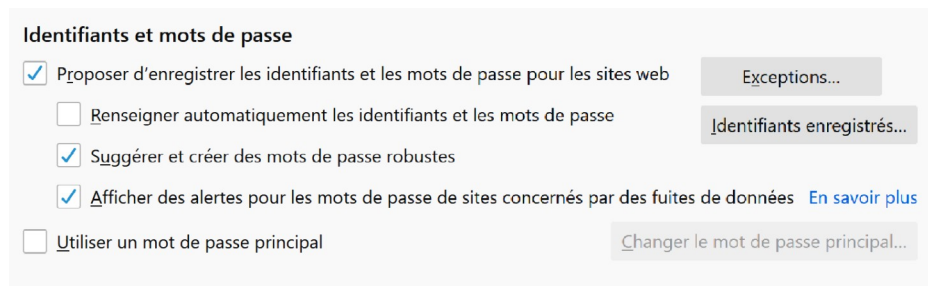 Identifiants et mots de passe
Proposer d’enregistrer les identifiants et les mots de passe pour les sites web Exceptions...
Renseigner automatiquement les identifiants et les mots de passe Identifiants enregistrés...
Suggérer et créer des mots de passe robustes
Afficher des alertes pour les mots de passe de sites concernés par des fuites de données En savoir plus
Utiliser un mot de passe principal Changer le mot de passe principal...